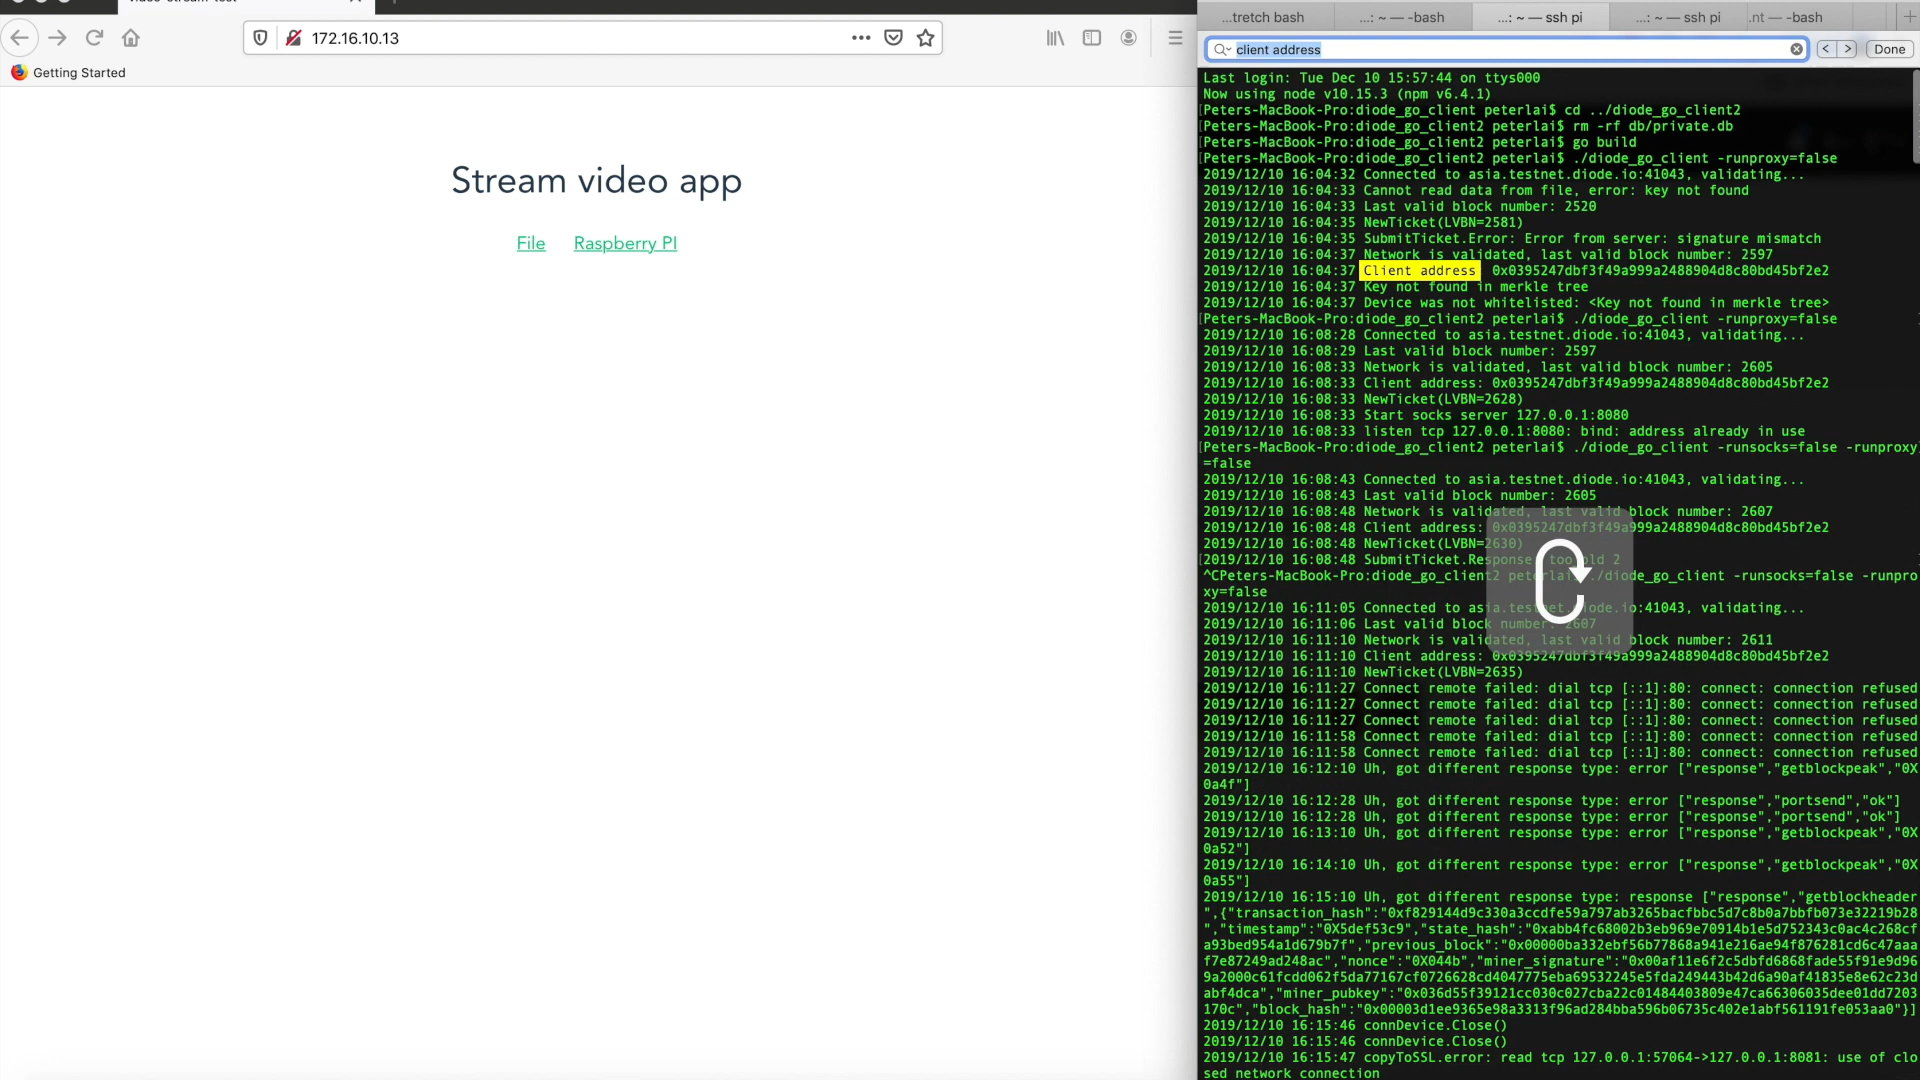 video-stream-test
172.16.10.13
Getting Started
Stream video app
File Raspberry PI
...tretch bash
...: ~ — -bash
...: ~ — ssh pi
...: ~ — ssh pi
.nt — -bash
client address
Done
Last login: Tue Dec 10 15:57:44 on ttys000
Now using node v10.15.3 (npm v6.4.1)
[Peters-MacBook-Pro:diode_go_client peterlai$ cd ../diode_go_client2
[Peters-MacBook-Pro:diode_go_client2 peterlai$ rm -rf db/private.db
[Peters-MacBook-Pro:diode_go_client2 peterlai$ go build
[Peters-MacBook-Pro:diode_go_client2 peterlai$ ./diode_go_client -runproxy=false
2019/12/10 16:04:32 Connected to asia.testnet.diode.io:41043, validating...
2019/12/10 16:04:33 Cannot read data from file, error: key not found
2019/12/10 16:04:33 Last valid block number: 2520
2019/12/10 16:04:35 NewTicket(LVBN=2581)
2019/12/10 16:04:35 SubmitTicket.Error: Error from server: signature mismatch
2019/12/10 16:04:37 Network is validated, last valid block number: 2597
2019/12/10 16:04:37 Client address 0x0395247dbf3f49a999a2488904d8c80bd45bf2e2
2019/12/10 16:04:37 Key not found in merkle tree
2019/12/10 16:04:37 Device was not whitelisted: <Key not found in merkle tree>
[Peters-MacBook-Pro:diode_go_client2 peterlai$ ./diode_go_client -runproxy=false
2019/12/10 16:08:28 Connected to asia.testnet.diode.io:41043, validating...
2019/12/10 16:08:29 Last valid block number: 2597
2019/12/10 16:08:33 Network is validated, last valid block number: 2605
2019/12/10 16:08:33 Client address: 0x0395247dbf3f49a999a2488904d8c80bd45bf2e2
2019/12/10 16:08:33 NewTicket(LVBN=2628)
2019/12/10 16:08:33 Start socks server 127.0.0.1:8080
2019/12/10 16:08:33 listen tcp 127.0.0.1:8080: bind: address already in use
[Peters-MacBook-Pro:diode_go_client2 peterlai$ ./diode_go_client -runsocks=false -runproxy
=false
2019/12/10 16:08:43 Connected to asia.testnet.diode.io:41043, validating...
2019/12/10 16:08:43 Last valid block number: 2605
2019/12/10 16:08:48 Network is validated, last valid block number: 2607
2019/12/10 16:08:48 Client address: 0x0395247dbf3f49a999a2488904d8c80bd45bf2e2
2019/12/10 16:08:48 NewTicket(LVBN=2630)
[2019/12/10 16:08:48 SubmitTicket.Response: too old 2
^CPeters-MacBook-Pro:diode_go_client2 peterlai$ ./diode_go_client -runsocks=false -runpro
xy=false
2019/12/10 16:11:05 Connected to asia.testnet.diode.io:41043, validating...
2019/12/10 16:11:06 Last valid block number: 2607
2019/12/10 16:11:10 Network is validated, last valid block number: 2611
2019/12/10 16:11:10 Client address: 0x0395247dbf3f49a999a2488904d8c80bd45bf2e2
2019/12/10 16:11:10 NewTicket(LVBN=2635)
2019/12/10 16:11:27 Connect remote failed: dial tcp [::1]:80: connect: connection refused
2019/12/10 16:11:27 Connect remote failed: dial tcp [::1]:80: connect: connection refused
2019/12/10 16:11:27 Connect remote failed: dial tcp [::1]:80: connect: connection refused
2019/12/10 16:11:58 Connect remote failed: dial tcp [::1]:80: connect: connection refused
2019/12/10 16:11:58 Connect remote failed: dial tcp [::1]:80: connect: connection refused
2019/12/10 16:12:10 Uh, got different response type: error ["response","getblockpeak","0X
0a4f"]
2019/12/10 16:12:28 Uh, got different response type: error ["response","portsend","ok"]
2019/12/10 16:12:28 Uh, got different response type: error ["response","portsend","ok"]
2019/12/10 16:13:10 Uh, got different response type: error ["response","getblockpeak","0X
0a52"]
2019/12/10 16:14:10 Uh, got different response type: error ["response","getblockpeak","0X
0a55"]
2019/12/10 16:15:10 Uh, got different response type: response ["response","getblockheader
",{"transaction_hash":"0xf829144d9c330a3ccdfe59a797ab3265bacfbbc5d7c8b0a7bbfb073e32219b28
","timestamp":"0X5def53c9","state_hash":"0xabb4fc68002b3eb969e70914b1e5d752343c0ac4c268cf
a93bed954a1d679b7f","previous_block":"0x00000ba332ebf56b77868a941e216ae94f876281cd6c47aaa
f7e87249ad248ac","nonce":"0X044b","miner_signature":"0x00af11e6f2c5dbfd6868fade55f91e9d96
9a2000c61fcdd062f5da77167cf0726628cd4047775eba69532245e5fda249443b42d6a90af41835e8e62c23d
abf4dca","miner_pubkey":"0x036d55f39121cc030c027cba22c01484403809e47ca66306035dee01dd7203
170c","block_hash":"0x00003d1ee9365e98a3313f96ad284bba596b06735c402e1abf561191fe053aa0"}]
2019/12/10 16:15:46 connDevice.Close()
2019/12/10 16:15:46 connDevice.Close()
2019/12/10 16:15:47 copyToSSL.error: read tcp 127.0.0.1:57064->127.0.0.1:8081: use of clo
sed network connection